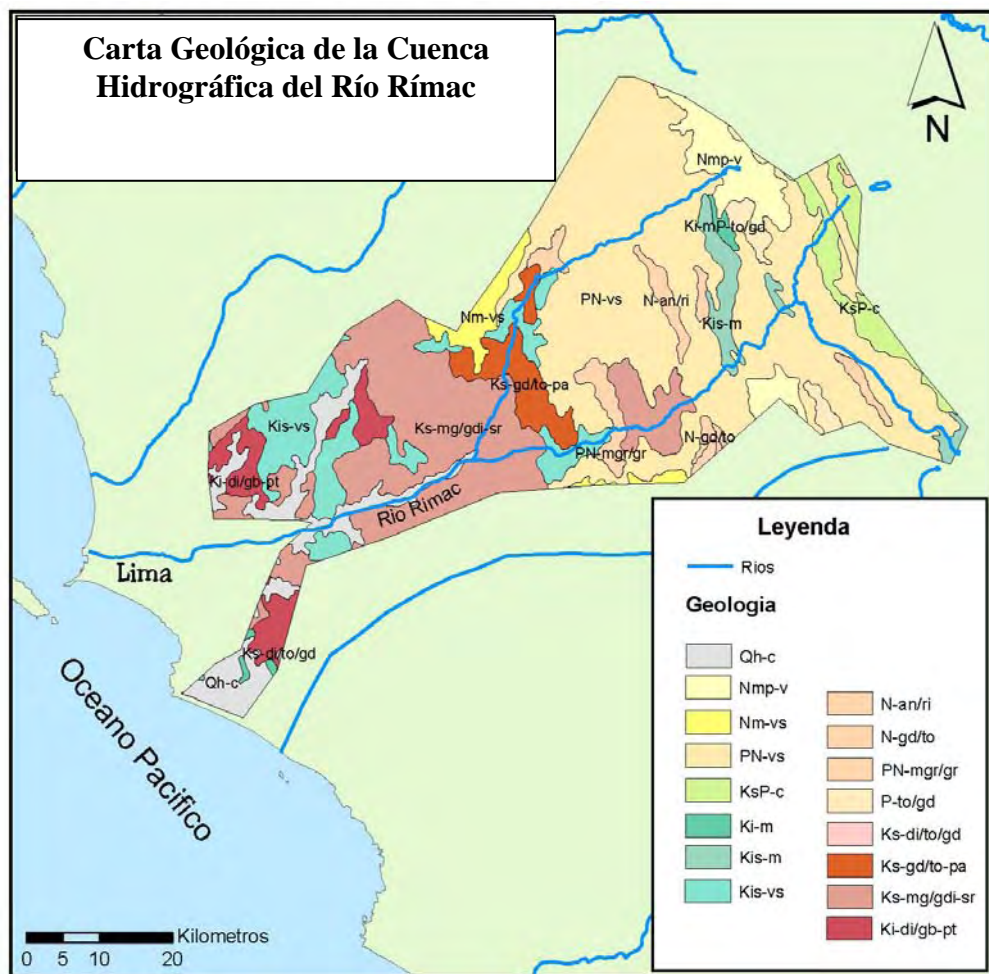 Carta Geológica de la Cuenca
Hidrográfica del Río Rímac
N
Nmp-v
Ki-mP-to/gd
KsP-c
PN-vs
N-an/ri
Kis-m
Nm-vs
Ks-gd/to-pa
Kis-vs
Ks-mg/gdi-sr
N-gd/to
PN-mgr/gr
Ki-di/gb-pt
Río Rímac
Lima
Ks-di/to/gd
Qh-c
Oceano Pacifico
Kilometros
0 5 10 20
Leyenda
Rios
Geologia
Qh-c
Nmp-v
Nm-vs
PN-vs
KsP-c
Ki-m
Kis-m
Kis-vs
N-an/ri
N-gd/to
PN-mgr/gr
P-to/gd
Ks-di/to/gd
Ks-gd/to-pa
Ks-mg/gdi-sr
Ki-di/gb-pt